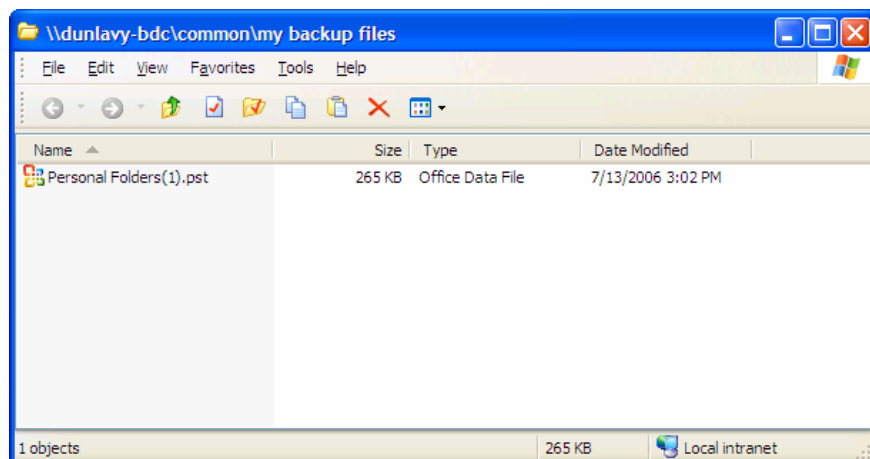 \\dunlavy-bdc\common\my backup files
File Edit View Favorites Tools Help
Name Size Type Date Modified
Personal Folders(1).pst 265 KB Office Data File 7/13/2006 3:02 PM
1 objects 265 KB Local intranet